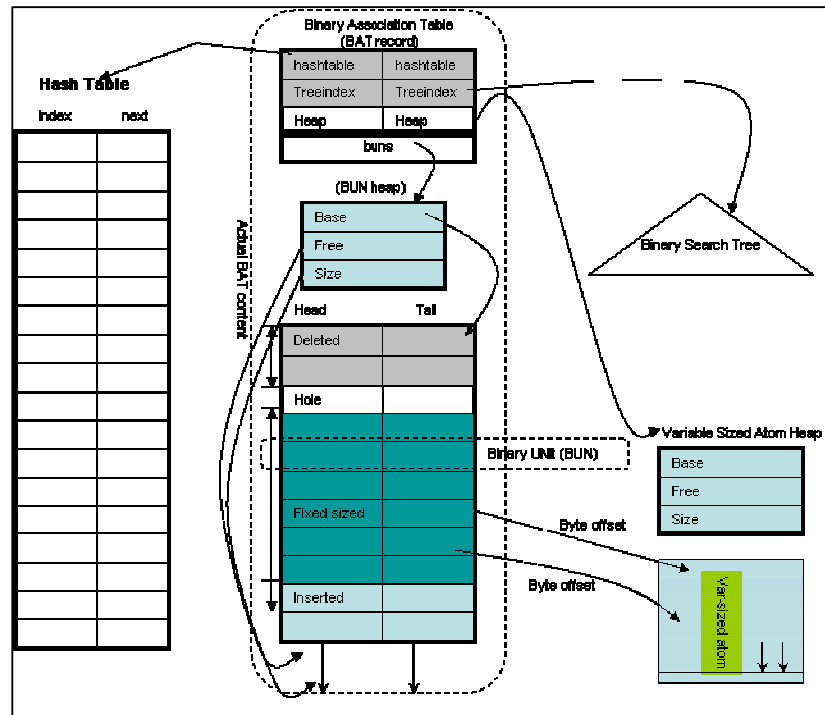 Binary Association Table
(BAT record)
hashtable hashtable
Treeindex Treeindex
Heap Heap
buns
Hash Table
Index next
(BUN heap)
Base
Free
Size
Actual BAT content
Binary Search Tree
Head Tail
Deleted
Hole
Binary UNit (BUN)
Fixed sized
Inserted
Variable Sized Atom Heap
Base
Free
Size
Byte offset
Byte offset
Var-sized atom